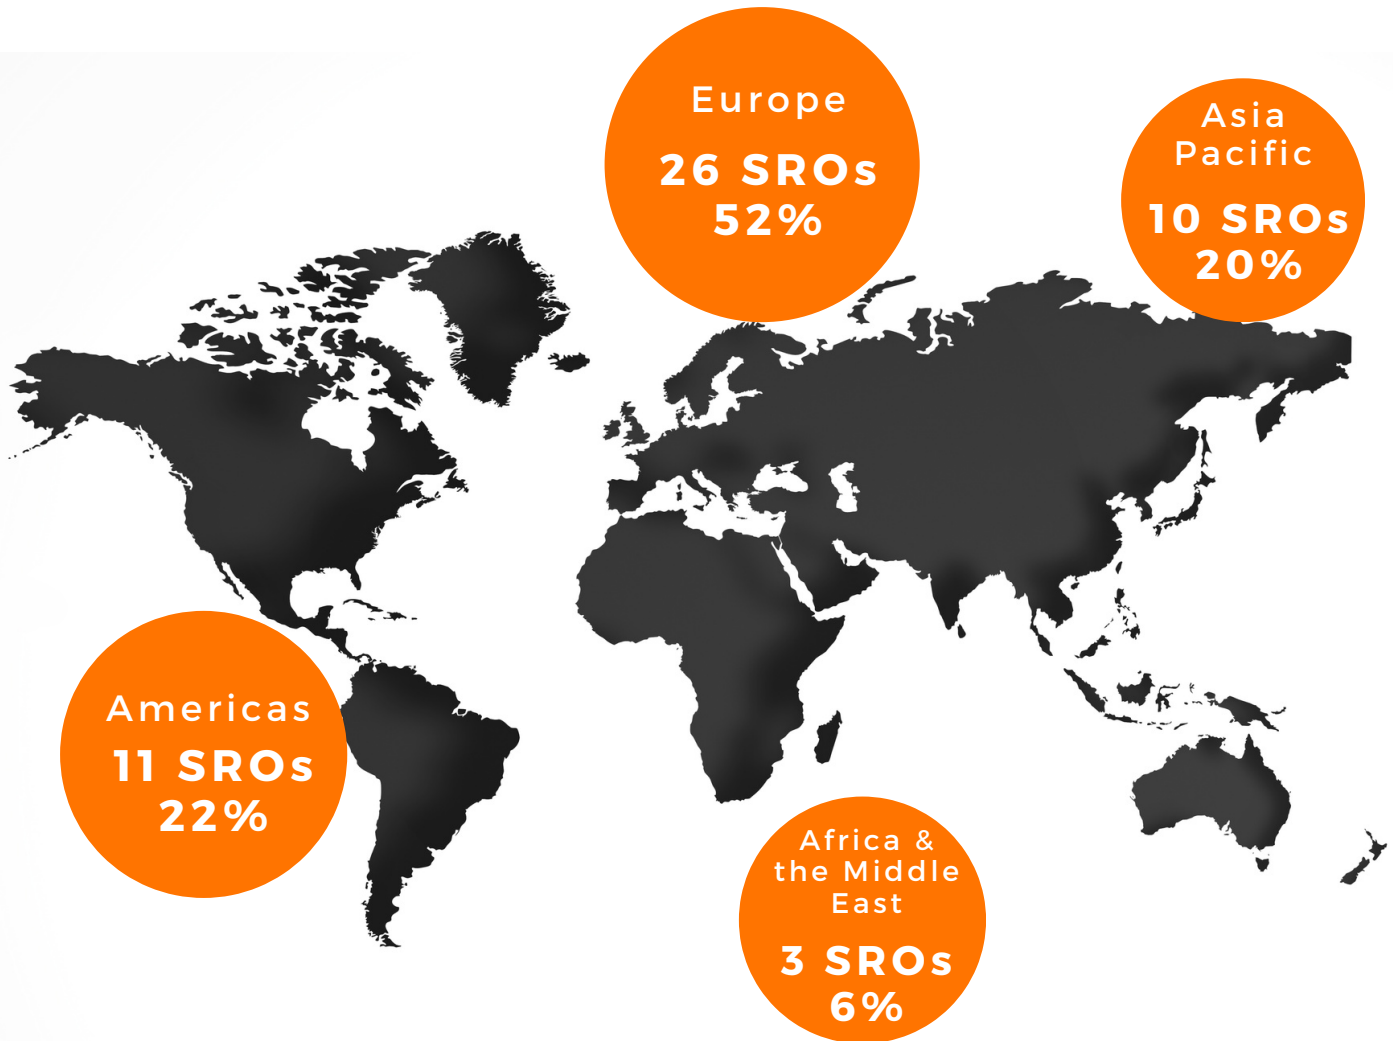 Europe
26 SROs
52%
Asia
Pacific
10 SROs
20%
Americas
11 SROs
22%
Africa &
the Middle
East
3 SROs
6%